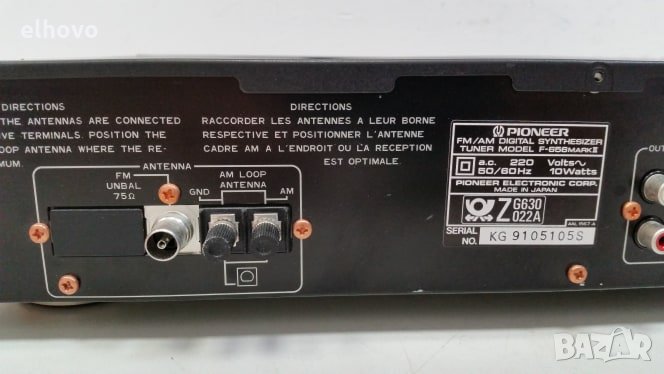 elhovo
DIRECTIONS
THE ANTENNAS ARE CONNECTED
VE TERMINALS. POSITION THE
OOP ANTENNA WHERE THE RE-
MUM.
DIRECTIONS
RACCORDER LES ANTENNES A LEUR BORNE
RESPECTIVE ET POSITIONNER L'ANTENNE
CADRE AM A L'ENDROIT OU LA RECEPTION
EST OPTIMALE.
ANTENNA
FM
UNBAL
75Ω
AM LOOP
ANTENNA
GND
AM
PIONEER
FM/AM DIGITAL SYNTHESIZER
TUNER MODEL F-656MARKII
a.c. 220 Volts~
50/60Hz 10Watts
PIONEER ELECTRONIC CORP.
MADE IN JAPAN
Z G630
022A
SERIAL
NO. KG 9105105S
OUT
BAZAR